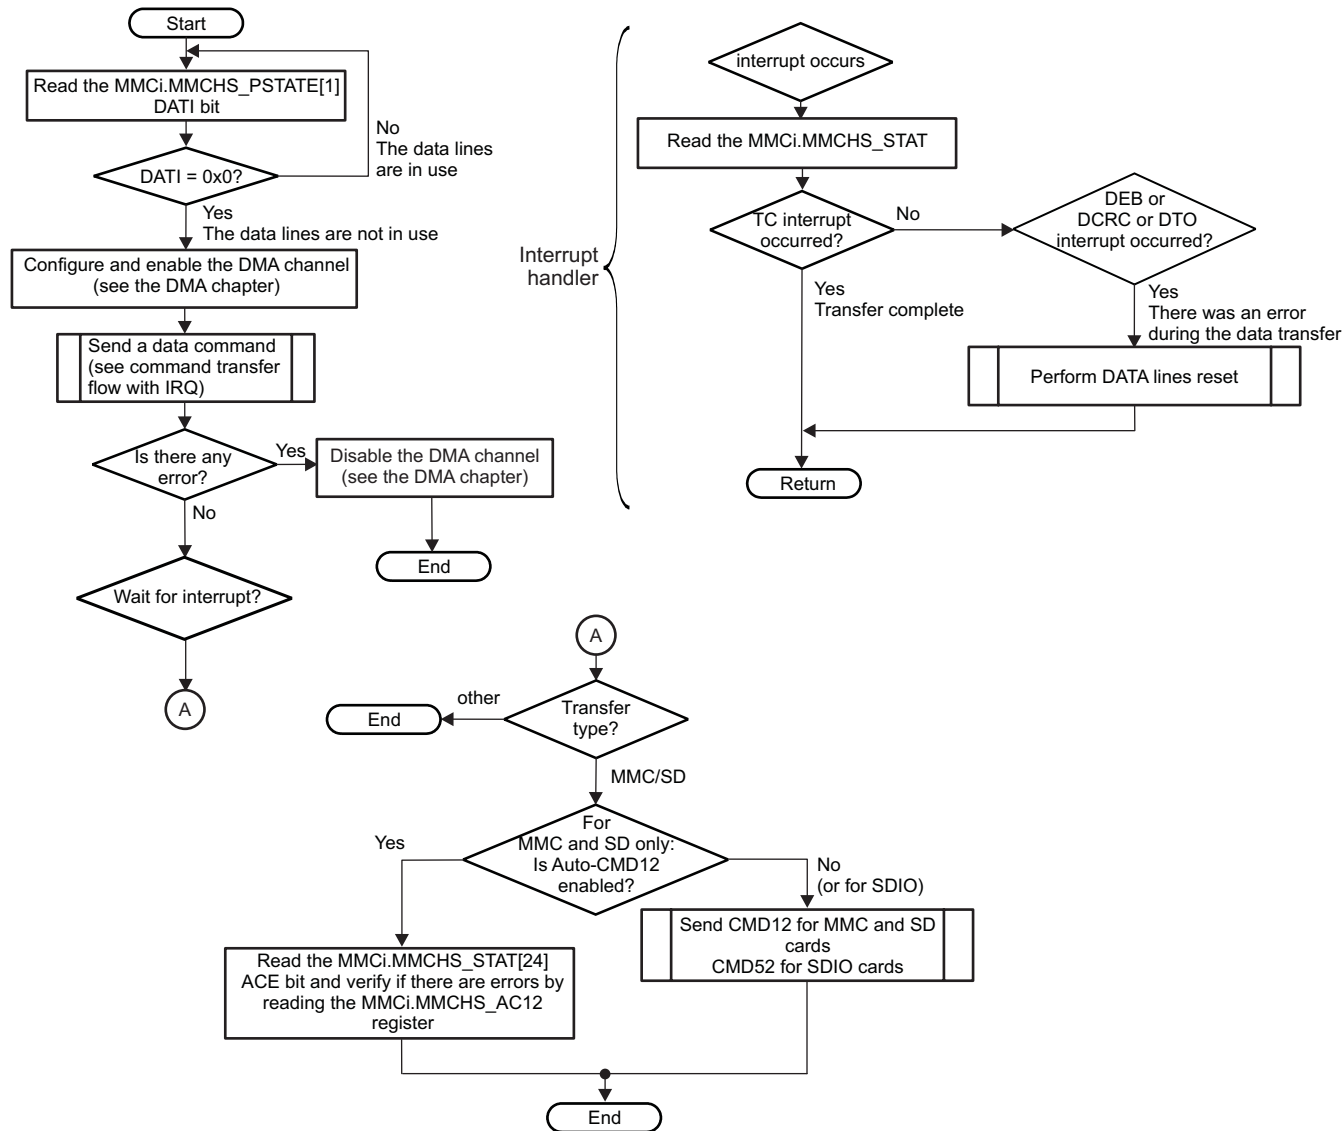 Start
Read the MMCi.MMCHS_PSTATE[1]
DATI bit
No
The data lines
are in use
DATI = 0x0?
Yes
The data lines are not in use
Configure and enable the DMA channel
(see the DMA chapter)
Send a data command
(see command transfer
flow with IRQ)
Is there any
error?
Yes
Disable the DMA channel
(see the DMA chapter)
No
End
Wait for interrupt?
A
Interrupt
handler
interrupt occurs
Read the MMCi.MMCHS_STAT
TC interrupt
occurred?
No
DEB or
DCRC or DTO
interrupt occurred?
Yes
Transfer complete
Yes
There was an error
during the data transfer
Perform DATA lines reset
Return
A
Transfer
type?
other
End
MMC/SD
For
MMC and SD only:
Is Auto-CMD12
enabled?
Yes
No
(or for SDIO)
Read the MMCi.MMCHS_STAT[24]
ACE bit and verify if there are errors by
reading the MMCi.MMCHS_AC12
register
Send CMD12 for MMC and SD
cards
CMD52 for SDIO cards
End